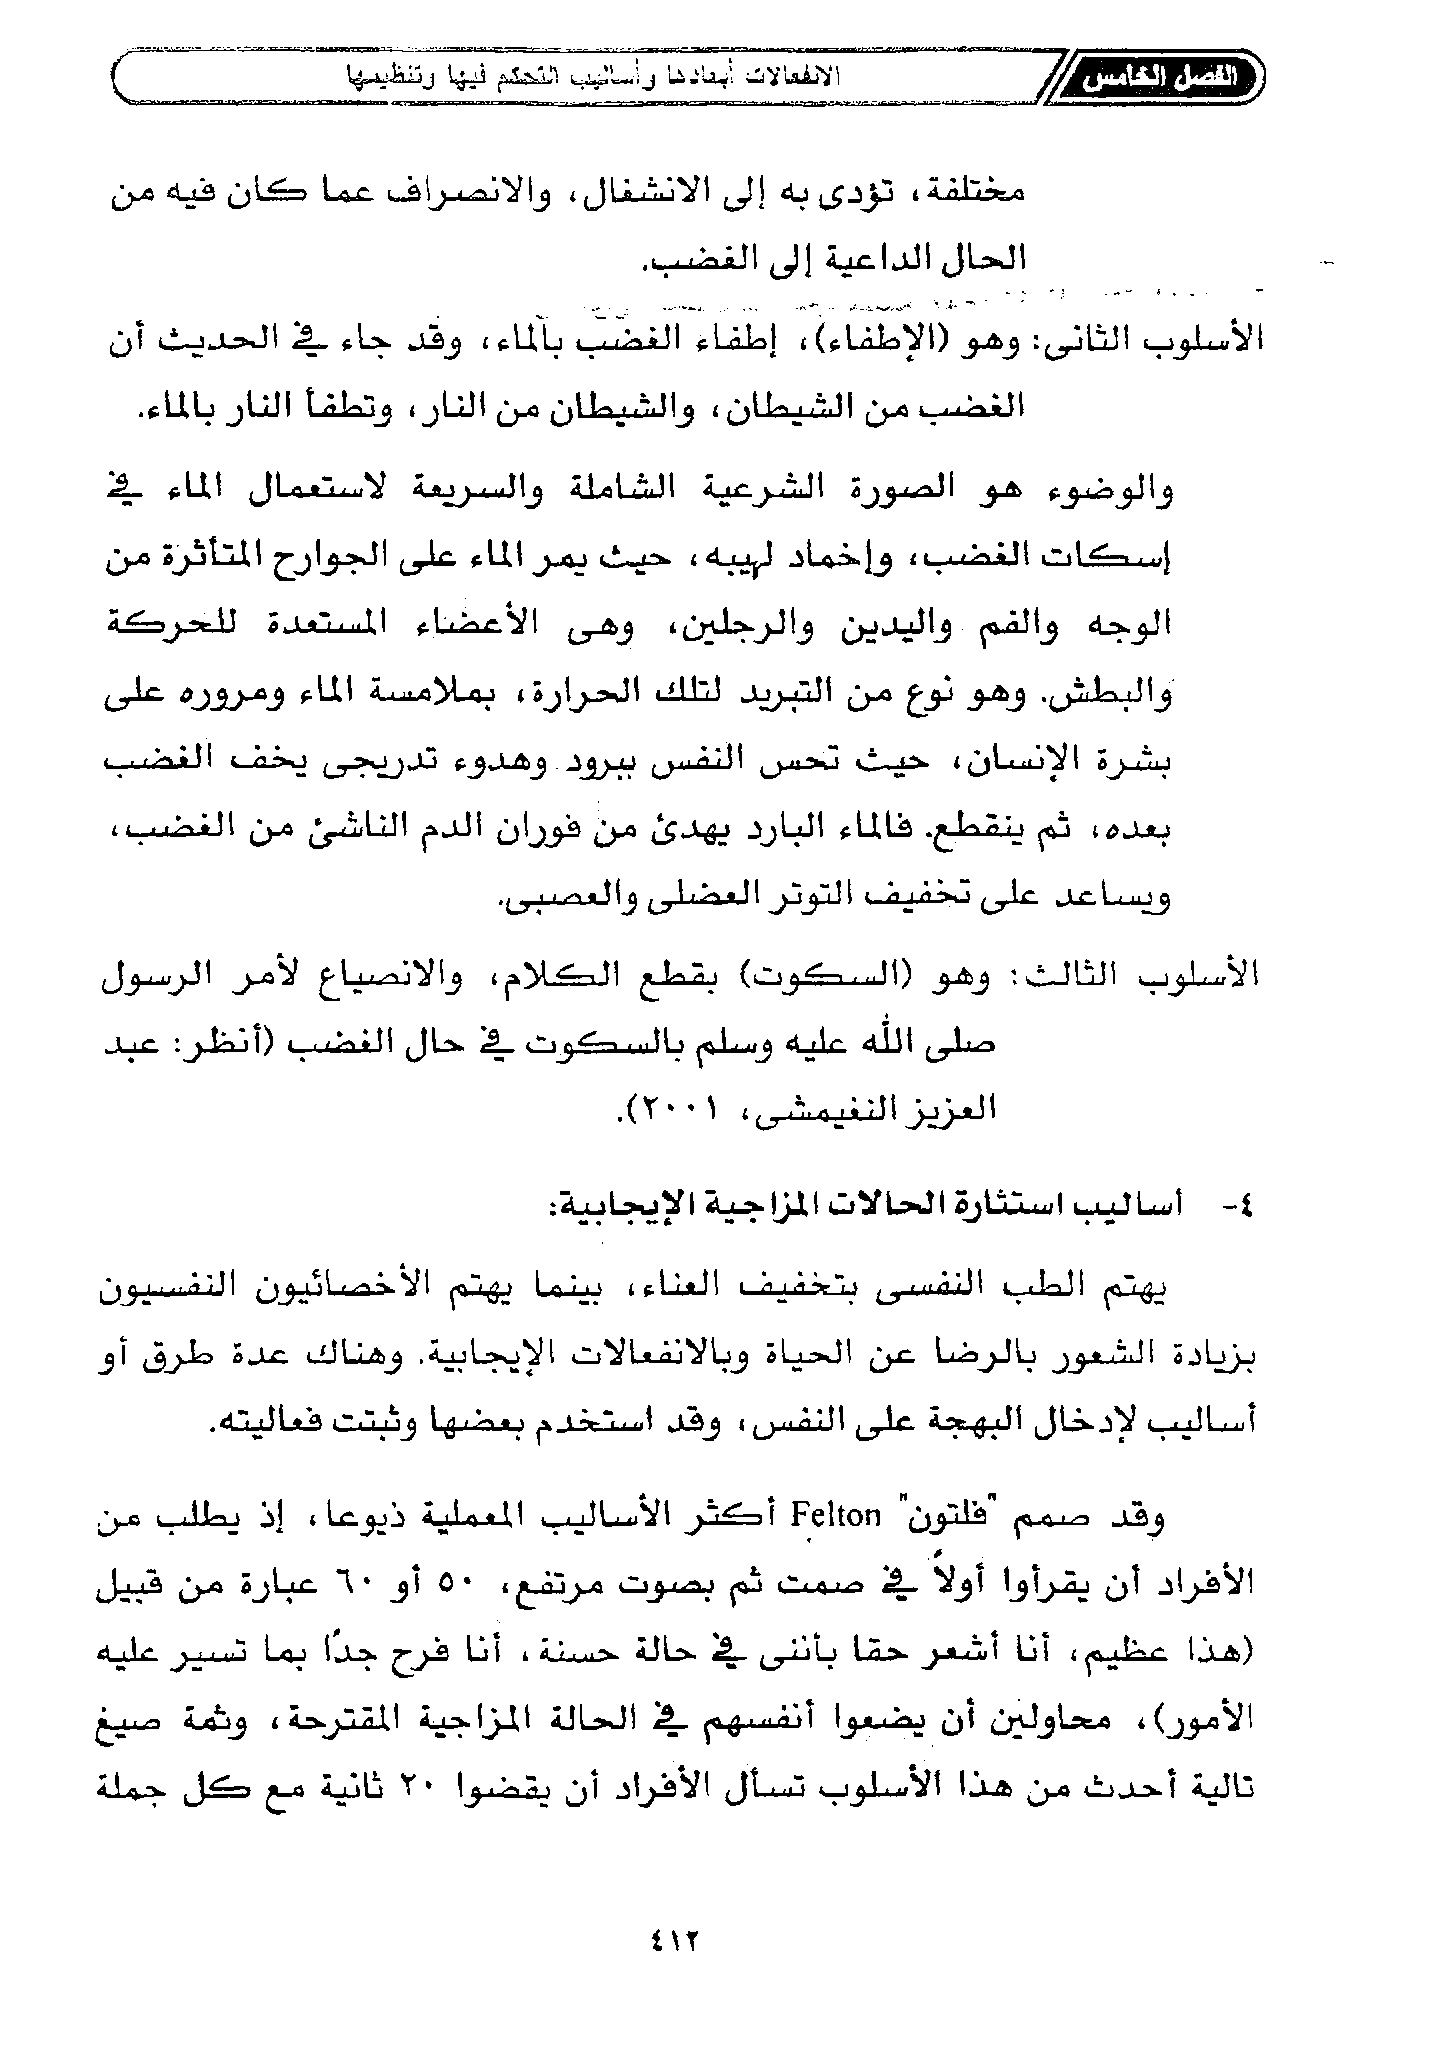 الفصل الخامس
الانفعالات أبعادها وأساليب التحكم فيها وتنظيمها
مختلفة، تؤدى به إلى الانشغال، والانصراف عما كان فيه من
الحال الداعية إلى الغضب.
الأسلوب الثانى: وهو (الإطفاء)، إطفاء الغضب بالماء، وقد جاء في الحديث أن
الغضب من الشيطان، والشيطان من النار، وتطفأ النار بالماء.
والوضوء هو الصورة الشرعية الشاملة والسريعة لاستعمال الماء في
إسكات الغضب، وإخماد لهيبه، حيث يمر الماء على الجوارح المتأثرة من
الوجه والفم واليدين والرجلين، وهى الأعضاء المستعدة للحركة
والبطش. وهو نوع من التبريد لتلك الحرارة، بملامسة الماء ومروره على
بشرة الإنسان، حيث تحس النفس ببرود وهدوء تدريجى يخف الغضب
بعده، ثم ينقطع. فالماء البارد يهدئ من فوران الدم الناشئ من الغضب،
ويساعد على تخفيف التوتر العضلى والعصبى.
الأسلوب الثالث: وهو (السكوت) بقطع الكلام، والانصياع لأمر الرسول
صلى الله عليه وسلم بالسكوت في حال الغضب (أنظر: عبد
العزيز النغيمشى، ٢٠٠١).
٤- أساليب استثارة الحالات المزاجية الإيجابية:
يهتم الطب النفسى بتخفيف العناء، بينما يهتم الأخصائيون النفسيون
بزيادة الشعور بالرضا عن الحياة وبالانفعالات الإيجابية. وهناك عدة طرق أو
أساليب لإدخال البهجة على النفس، وقد استخدم بعضها وثبتت فعاليته.
وقد صمم "فلتون" Felton أكثر الأساليب المعملية ذيوعا، إذ يطلب من
الأفراد أن يقرأوا أولاً في صمت ثم بصوت مرتفع، ٥٠ أو ٦٠ عبارة من قبيل
(هذا عظيم، أنا أشعر حقا بأننى في حالة حسنة، أنا فرح جدًا بما تسير عليه
الأمور)، محاولين أن يضعوا أنفسهم في الحالة المزاجية المقترحة، وثمة صيغ
تالية أحدث من هذا الأسلوب تسأل الأفراد أن يقضوا ٢٠ ثانية مع كل جملة
٤١٢